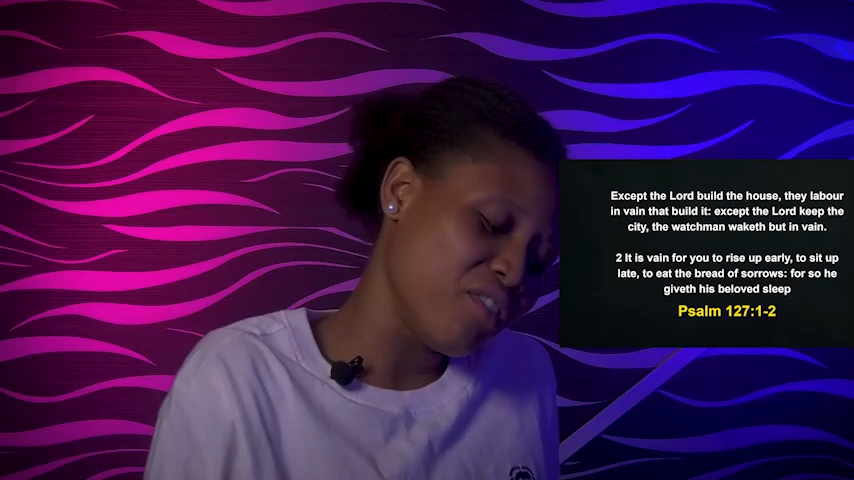 Except the Lord build the house, they labour
in vain that build it: except the Lord keep the
city, the watchman waketh but in vain.
2 It is vain for you to rise up early, to sit up
late, to eat the bread of sorrows: for so he
giveth his beloved sleep
Psalm 127:1-2